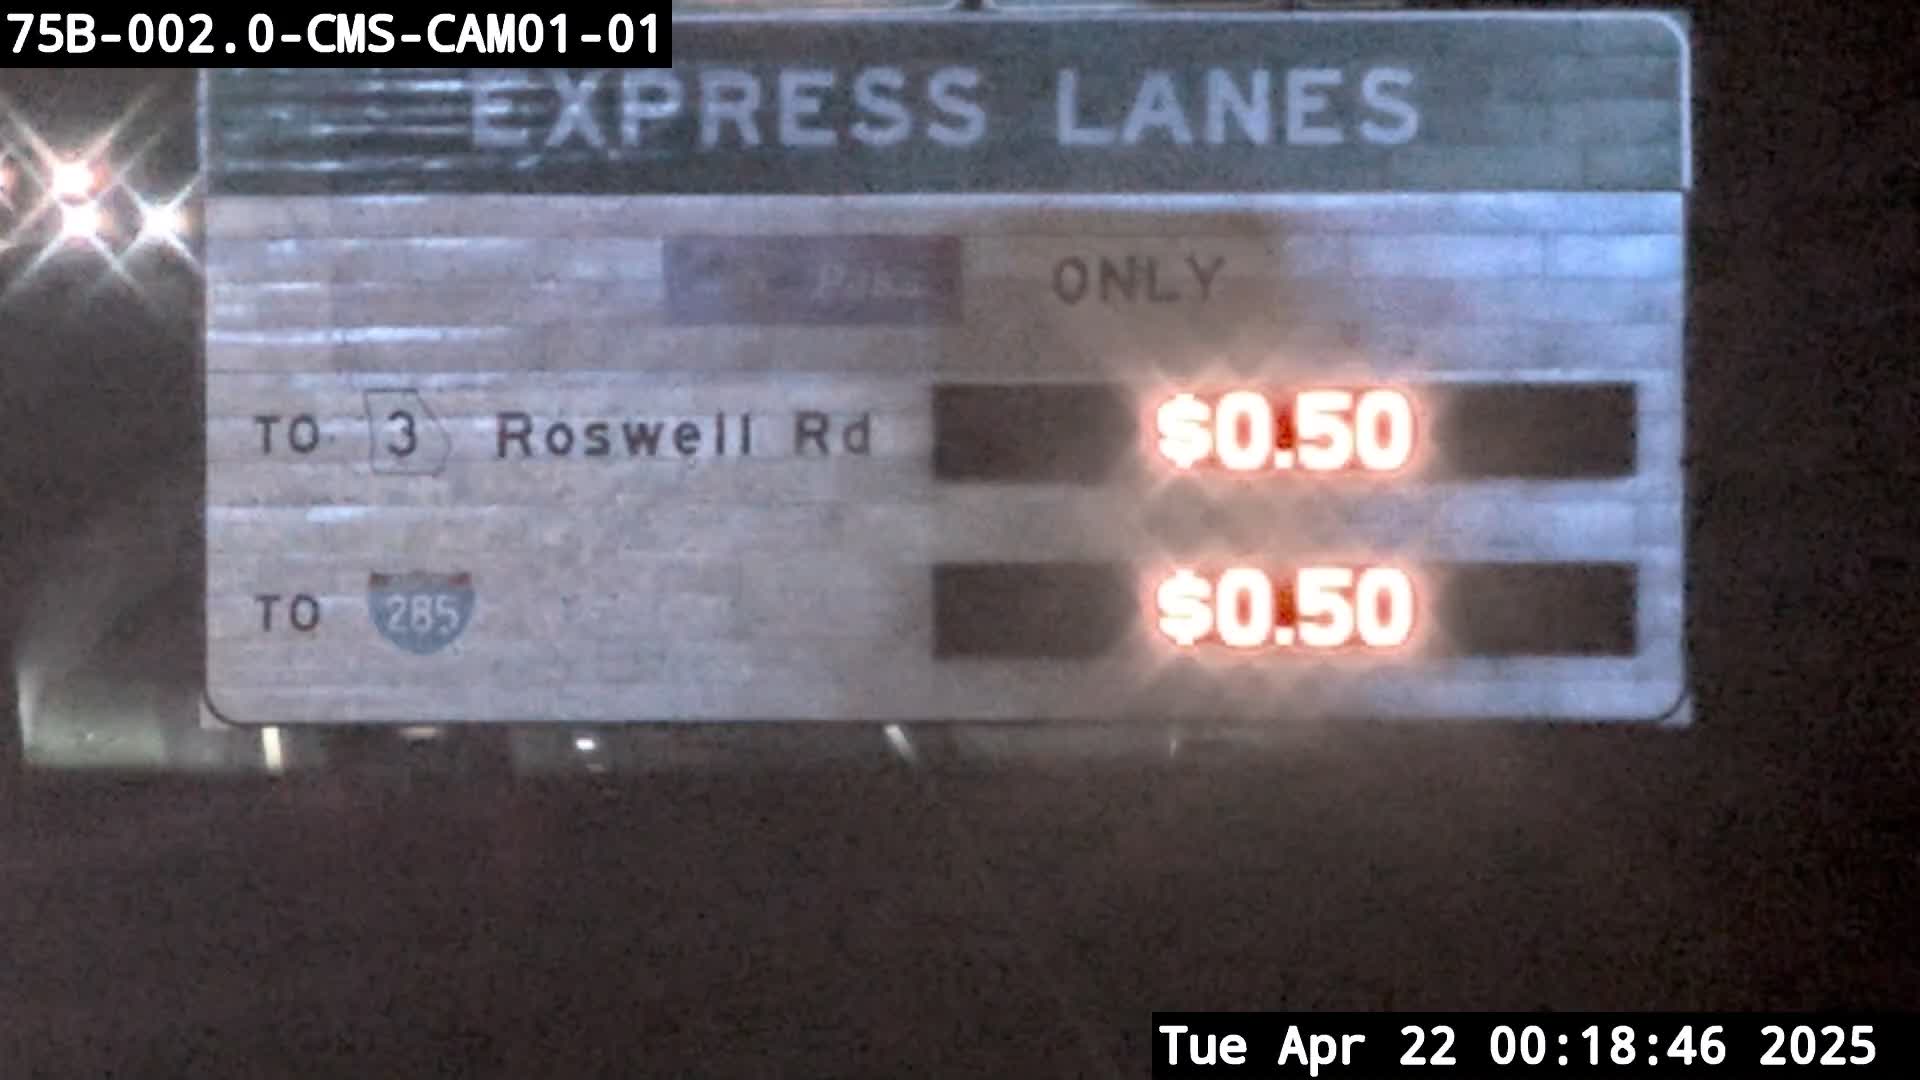 75B-002.0-CMS-CAM01-01
EXPRESS LANES
ONLY
TO 3 Roswell Rd $0.50
TO 285 $0.50
Tue Apr 22 00:18:46 2025